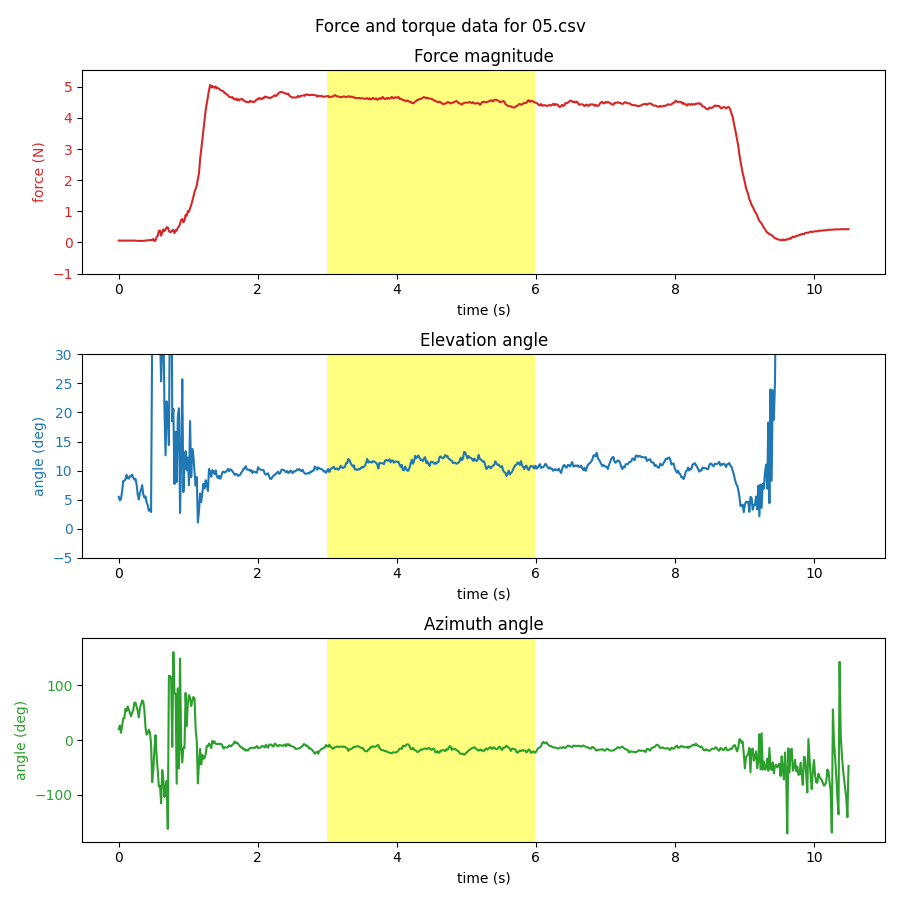 Force and torque data for 05.csv
Force magnitude
5
4
3
2
1
0
−1
force (N)
0 2 4 6 8 10
time (s)
Elevation angle
30
25
20
15
10
5
0
−5
angle (deg)
0 2 4 6 8 10
time (s)
Azimuth angle
100
0
−100
angle (deg)
0 2 4 6 8 10
time (s)